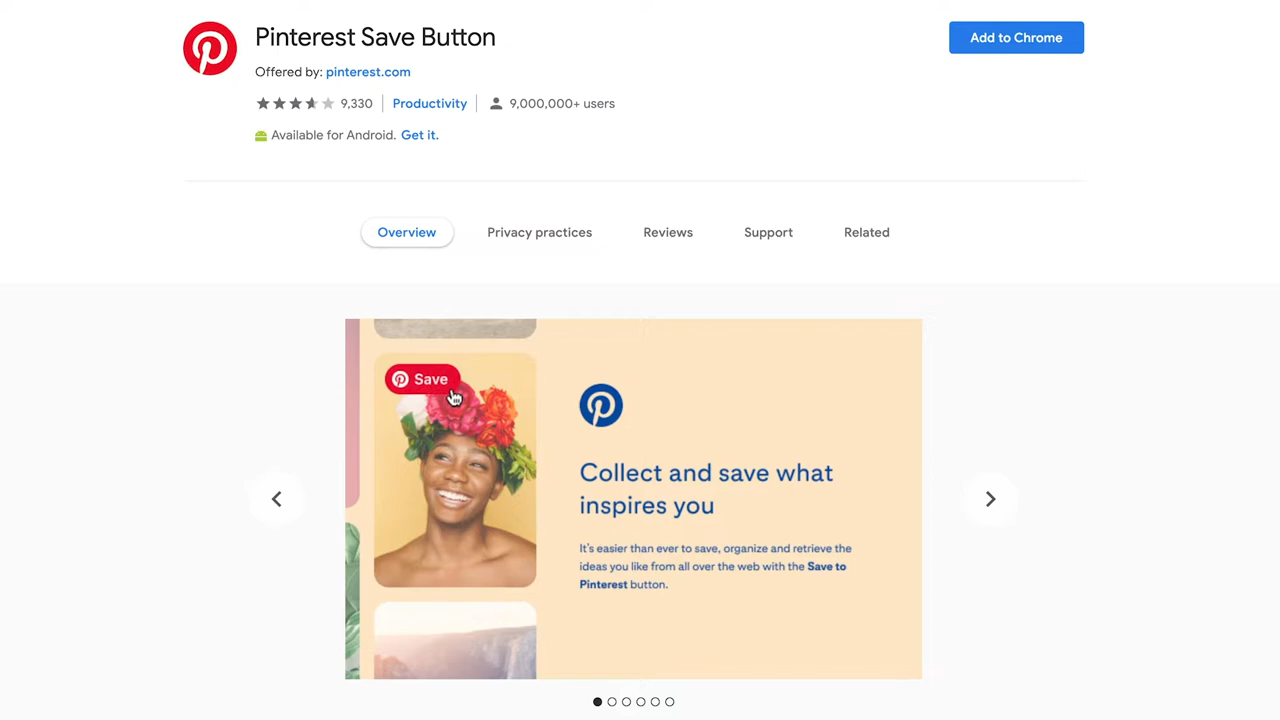 Pinterest Save Button
Add to Chrome
Offered by: pinterest.com
9,330
Productivity
9,000,000+ users
Available for Android. Get it.
Overview
Privacy practices
Reviews
Support
Related
Save
Collect and save what
inspires you
It's easier than ever to save, organize and retrieve the
ideas you like from all over the web with the Save to
Pinterest button.